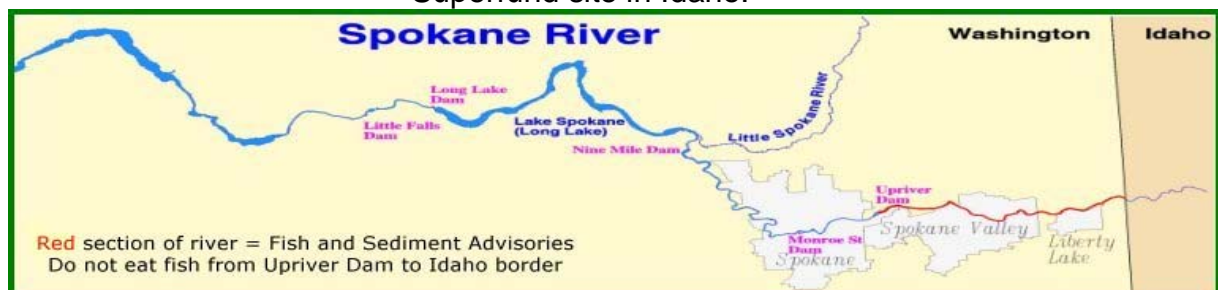 Superfund site in Idaho.
Spokane River
Washington
Idaho
Long Lake
Dam
Little Falls
Dam
Lake Spokane
(Long Lake)
Nine Mile Dam
Little Spokane River
Upriver
Dam
Spokane Valley
Liberty
Lake
Monroe St
Dam
Spokane
Red section of river = Fish and Sediment Advisories
Do not eat fish from Upriver Dam to Idaho border